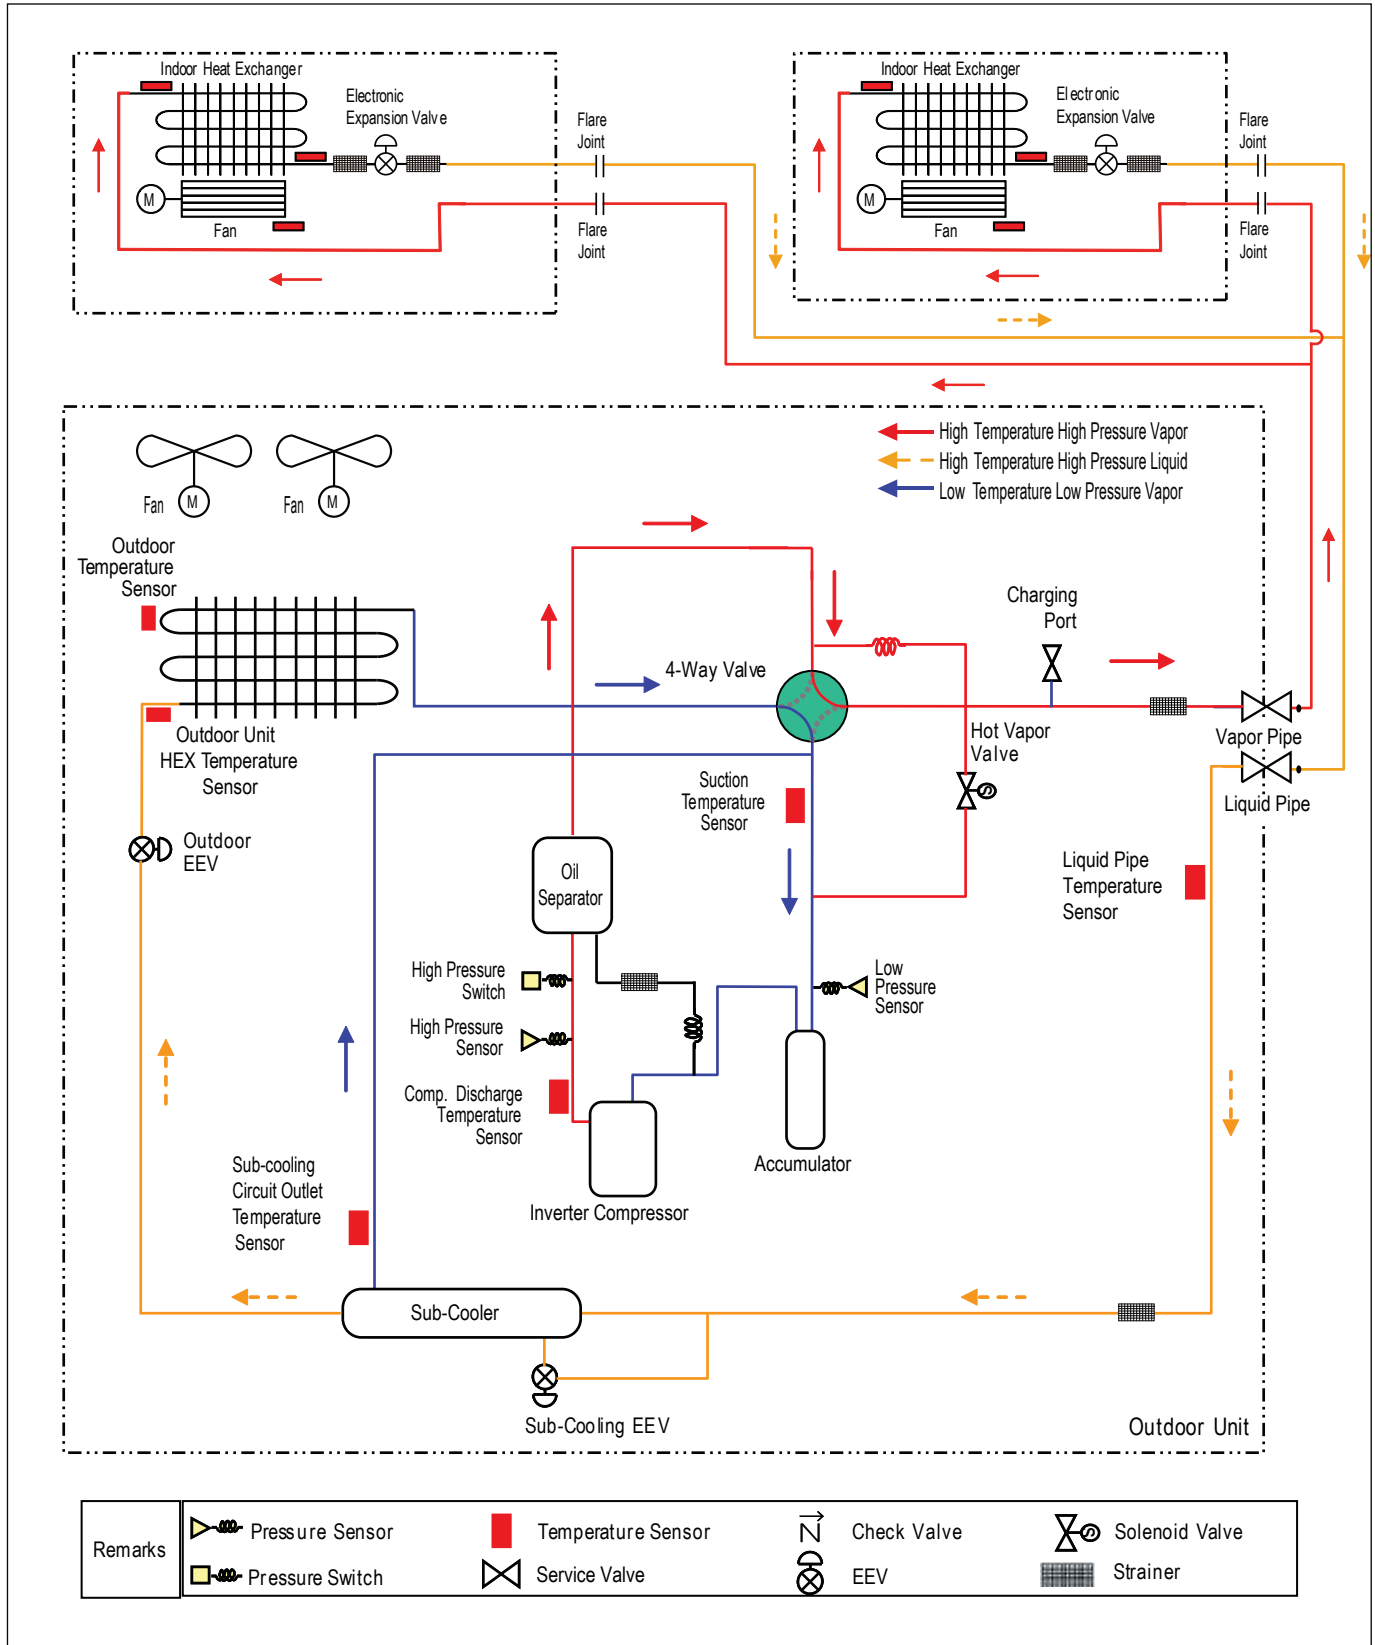 Indoor Heat Exchanger
Electronic
Expansion Valve
Flare
Joint
M
Fan
Flare
Joint
Indoor Heat Exchanger
Electronic
Expansion Valve
Flare
Joint
M
Fan
Flare
Joint
High Temperature High Pressure Vapor
High Temperature High Pressure Liquid
Low Temperature Low Pressure Vapor
Fan
M
Fan
M
Outdoor
Temperature
Sensor
4-Way Valve
Charging
Port
Outdoor Unit
HEX Temperature
Sensor
Hot Vapor
Valve
S
Vapor Pipe
Liquid Pipe
Suction
Temperature
Sensor
Outdoor
EEV
Oil
Separator
Liquid Pipe
Temperature
Sensor
High Pressure
Switch
Low
Pressure
Sensor
High Pressure
Sensor
Comp. Discharge
Temperature
Sensor
Accumulator
Inverter Compressor
Sub-cooling
Circuit Outlet
Temperature
Sensor
Sub-Cooler
Sub-Cooling EEV
Outdoor Unit
Remarks
Pressure Sensor
Temperature Sensor
Check Valve
S
Solenoid Valve
Pressure Switch
Service Valve
EEV
Strainer